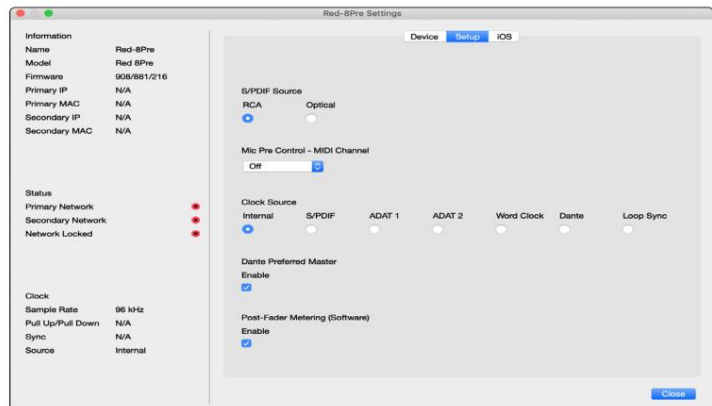 Red-8Pre Settings
Information
Name Red-8Pre
Model Red 8Pre
Firmware 908/881/216
Primary IP N/A
Primary MAC N/A
Secondary IP N/A
Secondary MAC N/A
Status
Primary Network
Secondary Network
Network Locked
Clock
Sample Rate 96 kHz
Pull Up/Pull Down N/A
Sync N/A
Source Internal
Device Setup iOS
S/PDIF Source
RCA Optical
Mic Pre Control - MIDI Channel
Off
Clock Source
Internal S/PDIF ADAT 1 ADAT 2 Word Clock Dante Loop Sync
Dante Preferred Master
Enable
Post-Fader Metering (Software)
Enable
Close